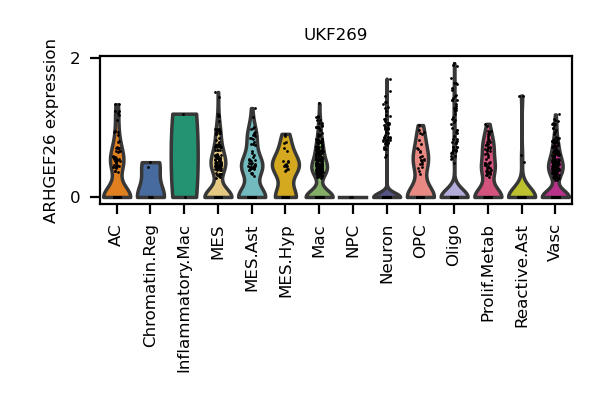 UKF269
ARHGEF26 expression
2
0
AC
Chromatin.Reg
Inflammatory.Mac
MES
MES.Ast
MES.Hyp
Mac
NPC
Neuron
OPC
Oligo
Prolif.Metab
Reactive.Ast
Vasc